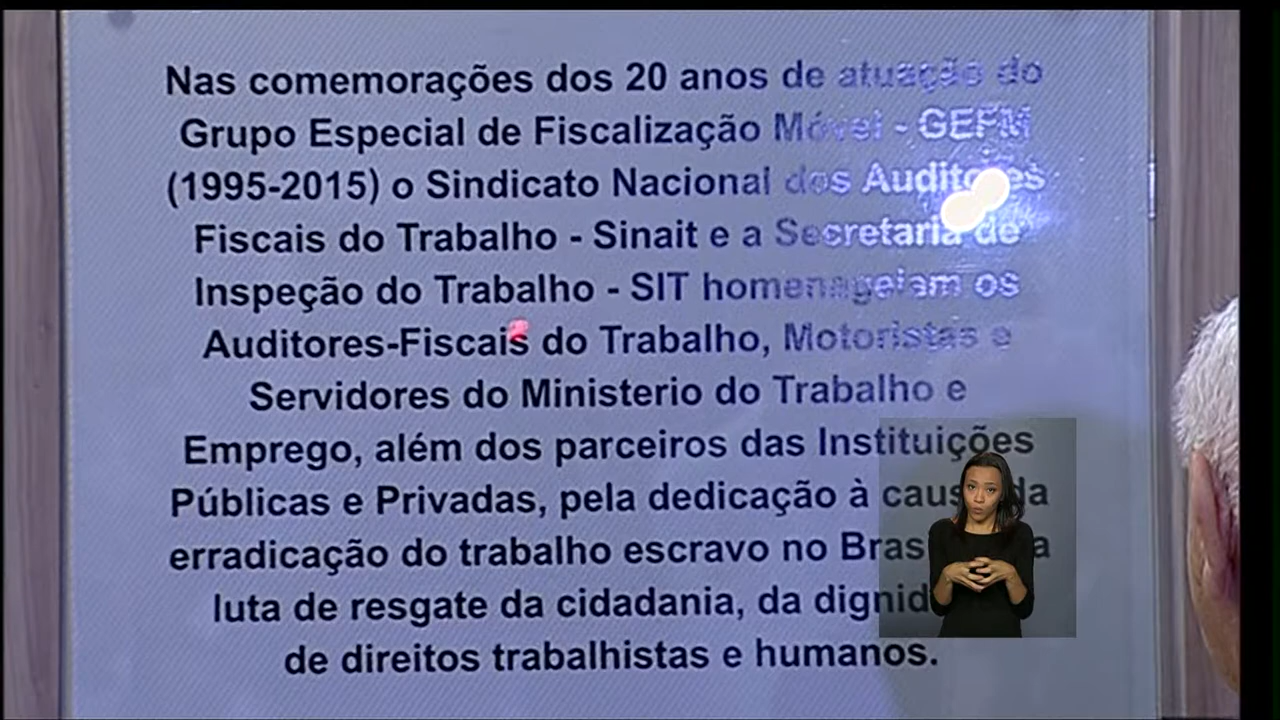 Nas comemorações dos 20 anos de atuação do
Grupo Especial de Fiscalização Móvel - GEFM
(1995-2015) o Sindicato Nacional dos Auditores
Fiscais do Trabalho - Sinait e a Secretaria de
Inspeção do Trabalho - SIT homenageiam os
Auditores-Fiscais do Trabalho, Motoristas e
Servidores do Ministerio do Trabalho e
Emprego, além dos parceiros das Instituições
Públicas e Privadas, pela dedicação à causa da
erradicação do trabalho escravo no Brasil
luta de resgate da cidadania, da
de direitos trabalhistas e humanos.